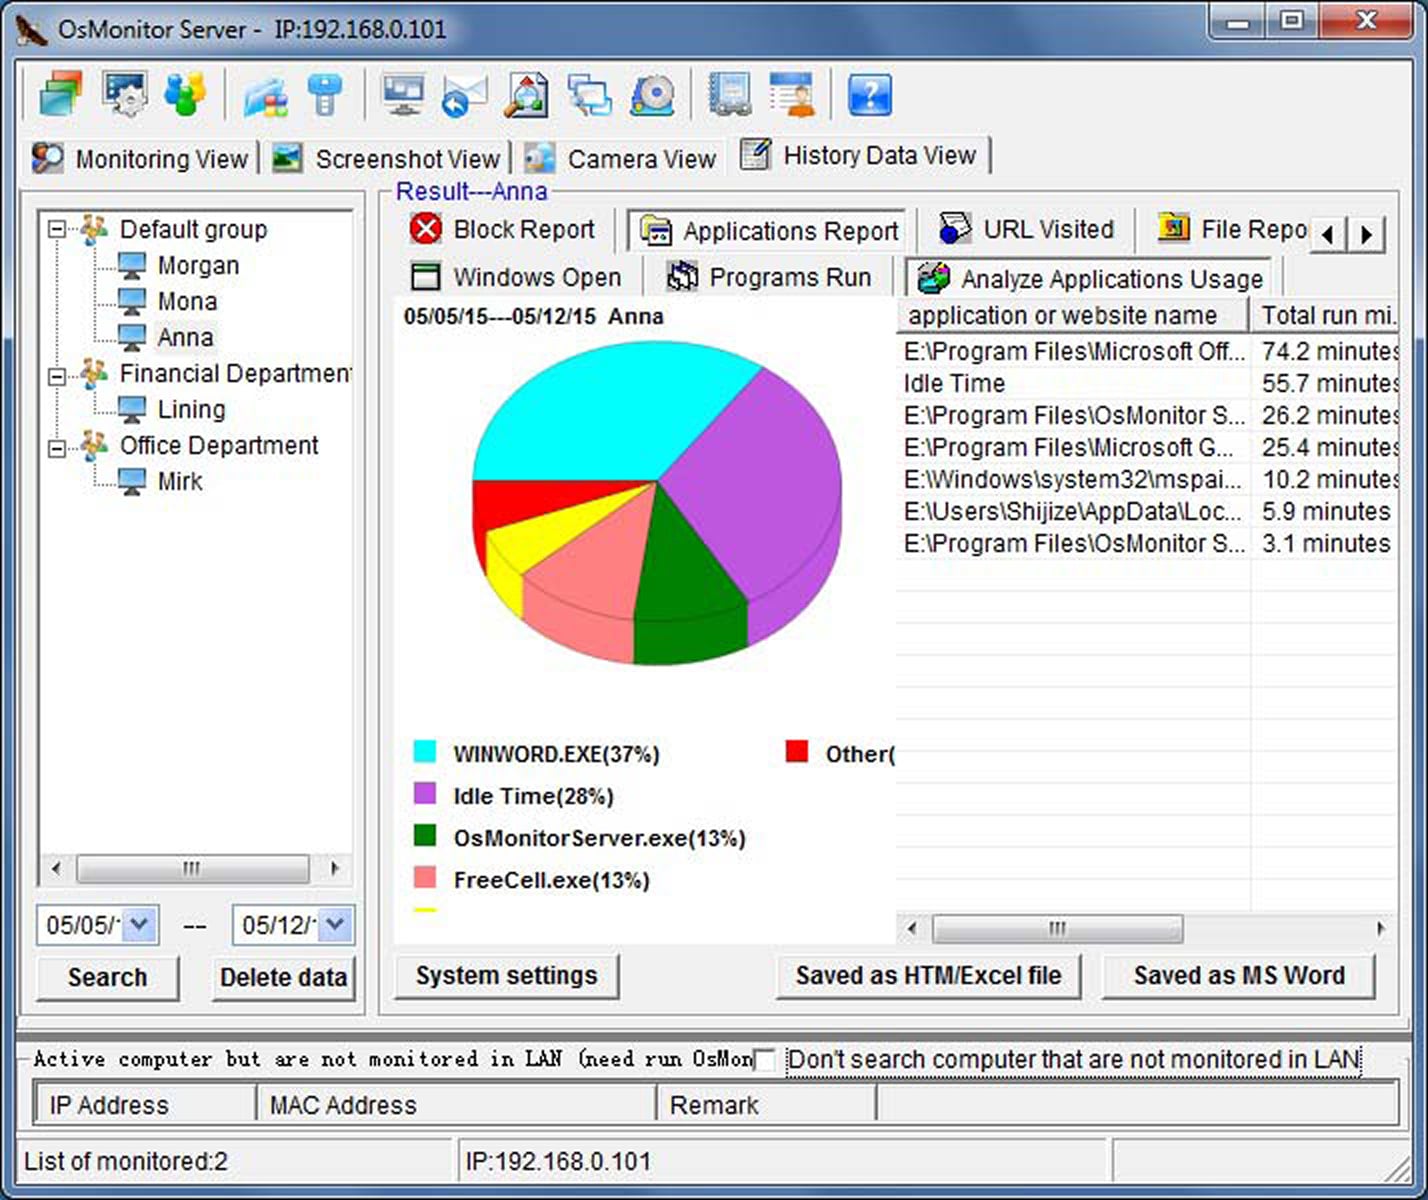 OsMonitor Server - IP:192.168.0.101
Monitoring View
Screenshot View
Camera View
History Data View
Default group
Morgan
Mona
Anna
Financial Department
Lining
Office Department
Mirk
05/05/
--
05/12/
Search
Delete data
Result---Anna
Block Report
Applications Report
URL Visited
File Repo
Windows Open
Programs Run
Analyze Applications Usage
05/05/15---05/12/15 Anna
WINWORD.EXE(37%)
Idle Time(28%)
OsMonitorServer.exe(13%)
FreeCell.exe(13%)
Other(
application or website name Total run mi.
E:\Program Files\Microsoft Off... 74.2 minutes
Idle Time 55.7 minutes
E:\Program Files\OsMonitor S... 26.2 minutes
E:\Program Files\Microsoft G... 25.4 minutes
E:\Windows\system32\mspai... 10.2 minutes
E:\Users\Shijize\AppData\Loc... 5.9 minutes
E:\Program Files\OsMonitor S... 3.1 minutes
System settings
Saved as HTM/Excel file
Saved as MS Word
Active computer but are not monitored in LAN (need run OsMon
Don't search computer that are not monitored in LAN
IP Address MAC Address Remark
List of monitored:2
IP:192.168.0.101